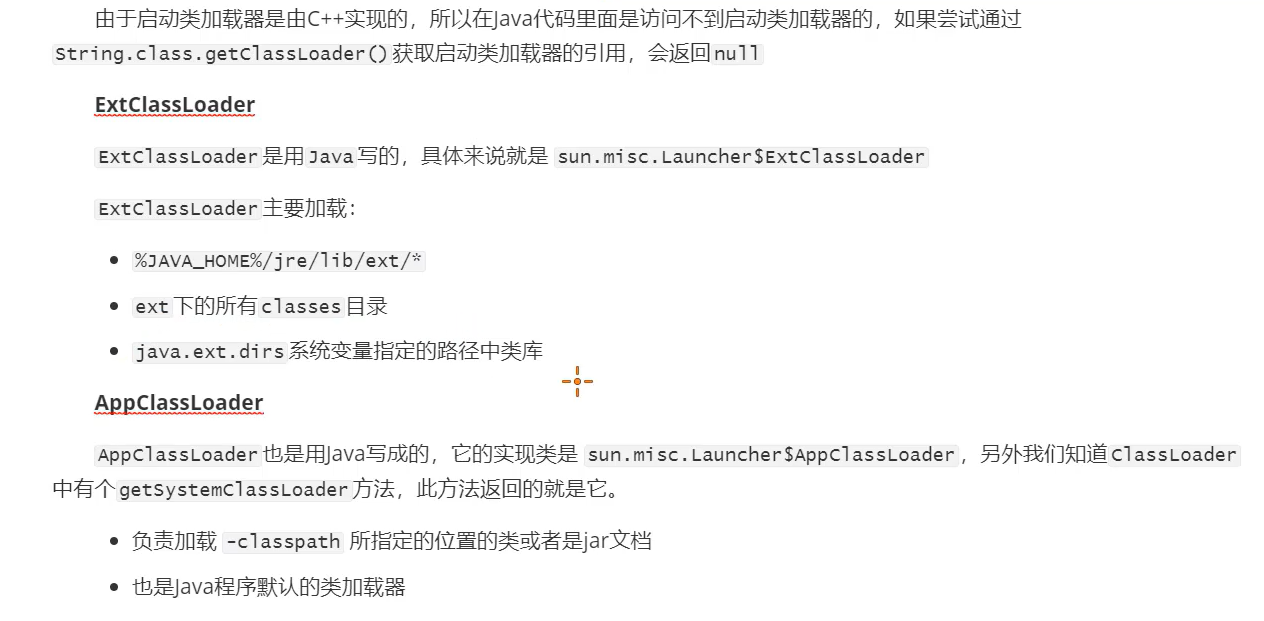 由于启动类加载器是由C++实现的，所以在Java代码里面是访问不到启动类加载器的，如果尝试通过
String.class.getClassLoader()获取启动类加载器的引用，会返回null
ExtClassLoader
ExtClassLoader是用Java写的，具体来说就是 sun.misc.Launcher$ExtClassLoader
ExtClassLoader主要加载：
• %JAVA_HOME%/jre/lib/ext/*
• ext下的所有classes目录
• java.ext.dirs系统变量指定的路径中类库
AppClassLoader
AppClassLoader也是用Java写成的，它的实现类是 sun.misc.Launcher$AppClassLoader，另外我们知道ClassLoader
中有个getSystemClassLoader方法，此方法返回的就是它。
• 负责加载 -classpath 所指定的位置的类或者是jar文档
• 也是Java程序默认的类加载器